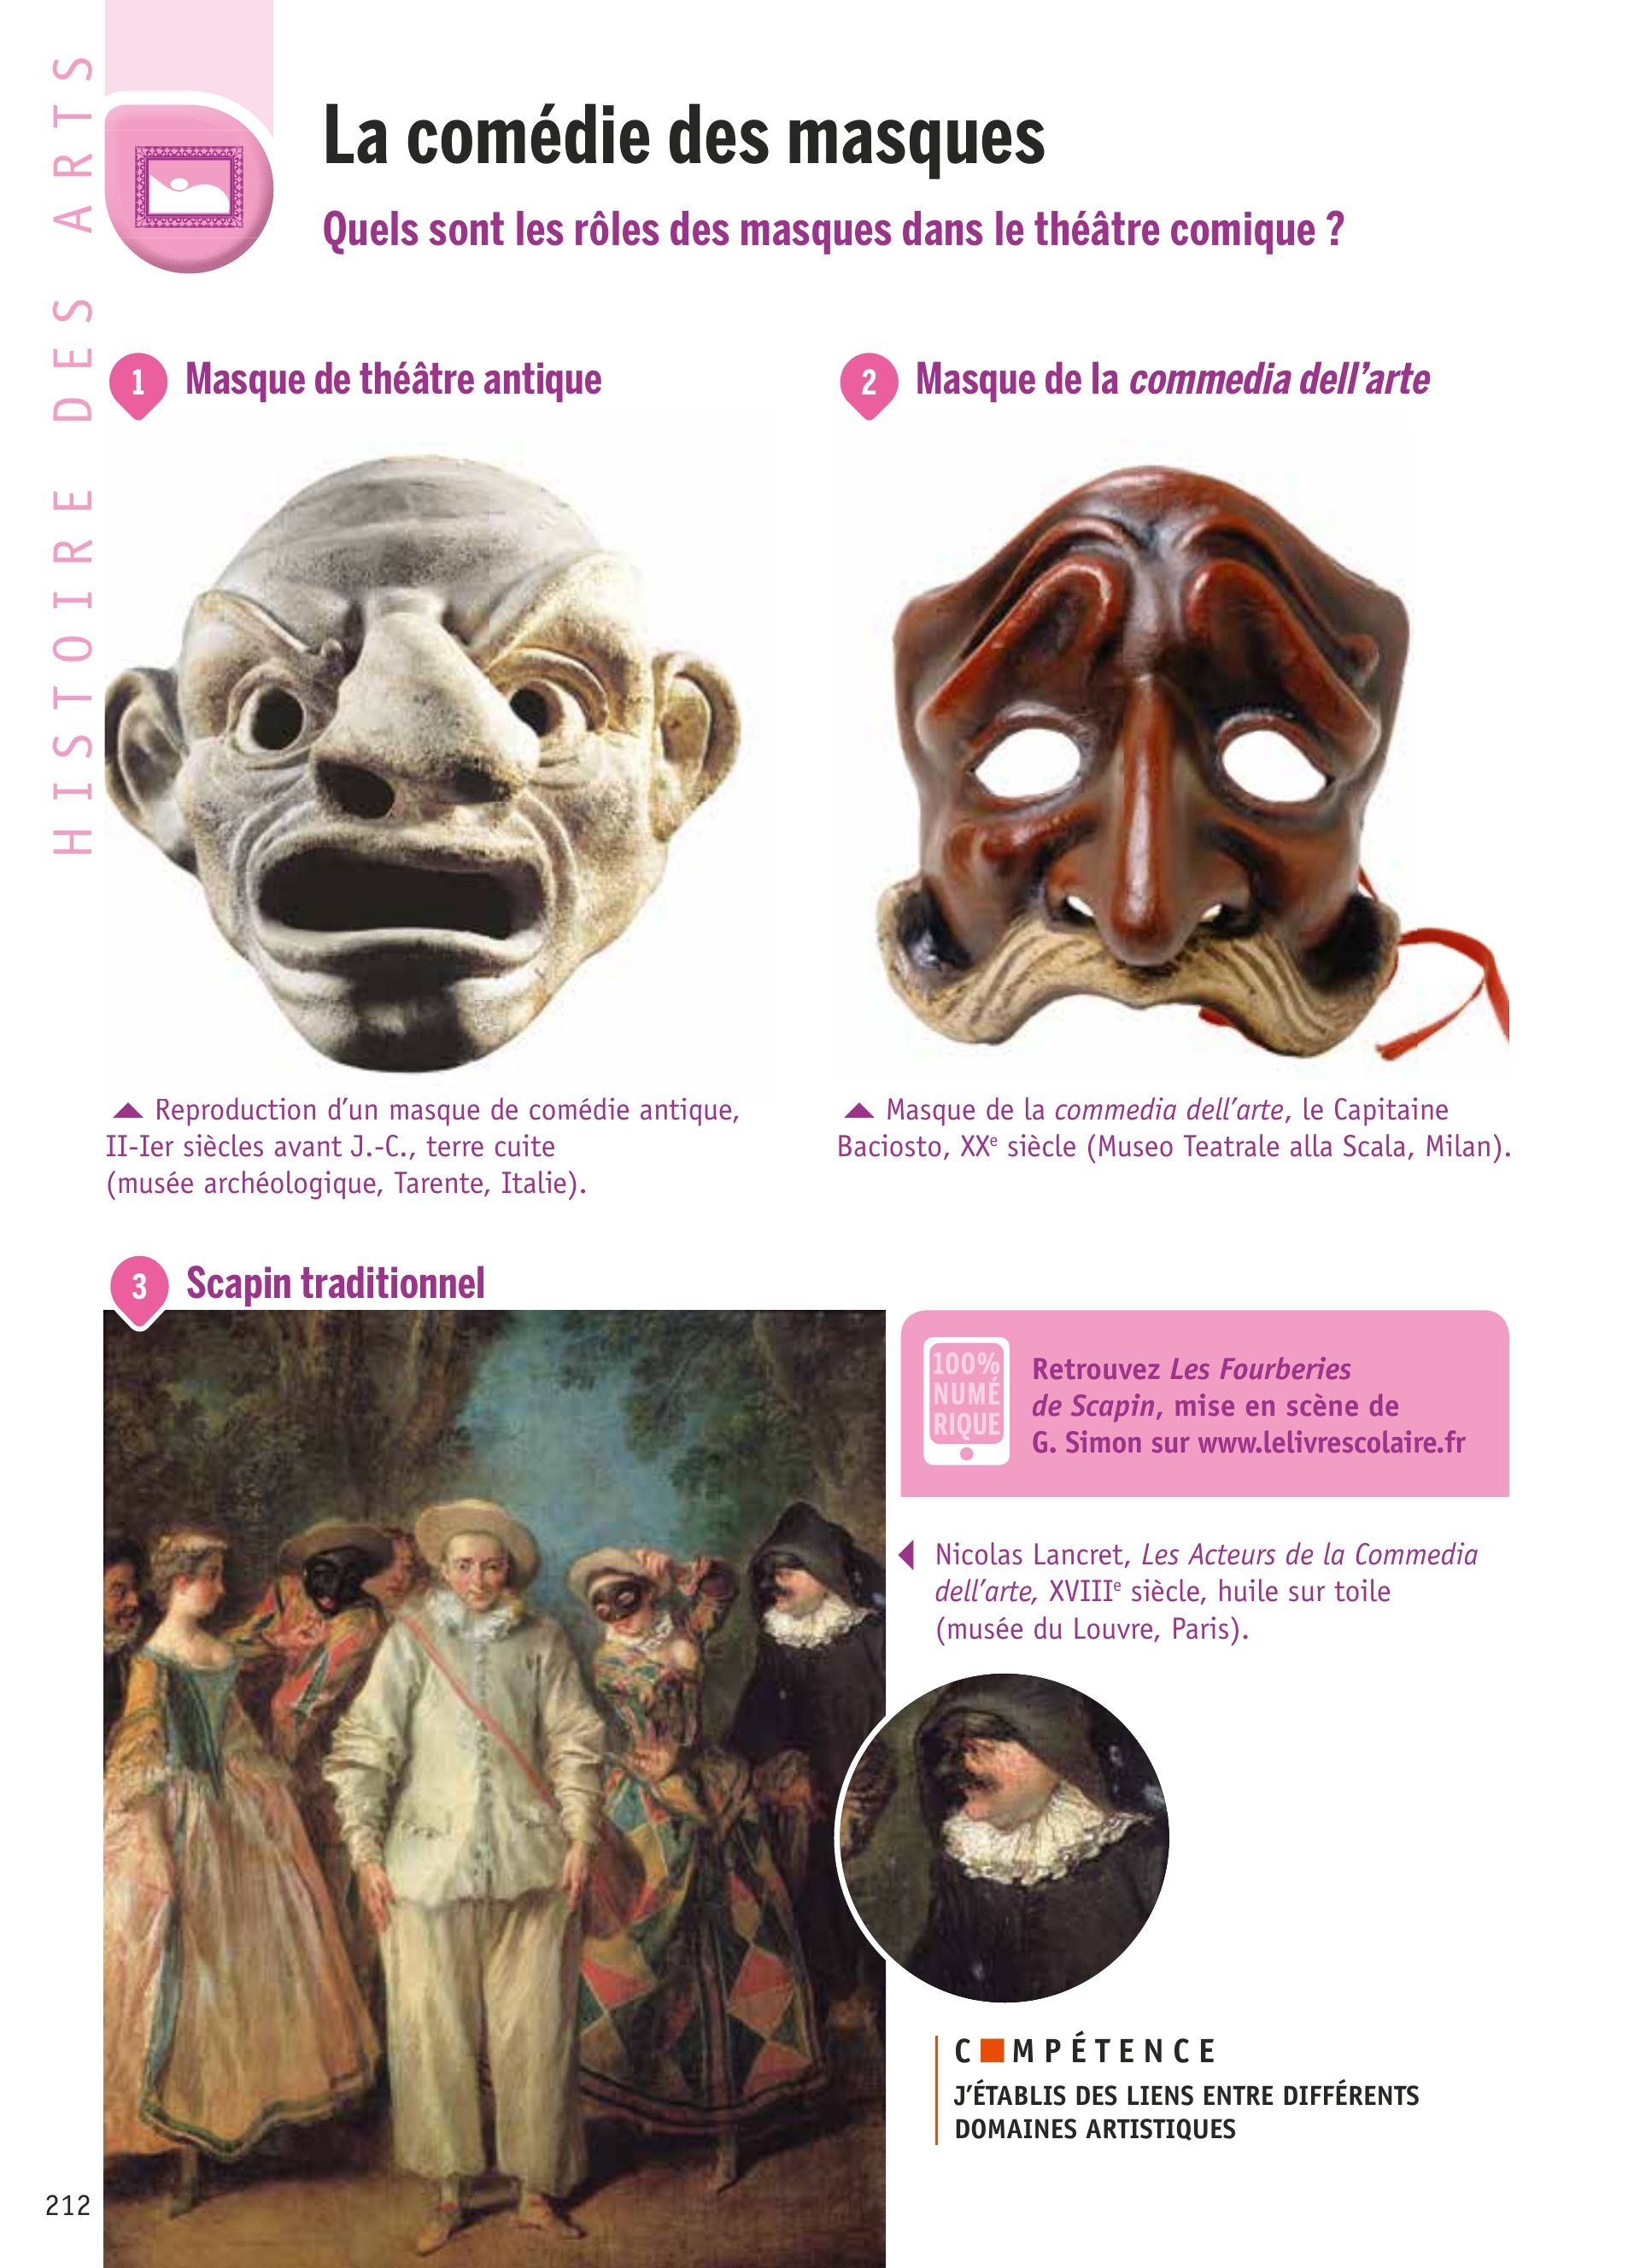 HISTOIRE DES ARTS
La comédie des masques
Quels sont les rôles des masques dans le théâtre comique ?
1 Masque de théâtre antique
Reproduction d'un masque de comédie antique,
II-Ier siècles avant J.-C., terre cuite
(musée archéologique, Tarente, Italie).
2 Masque de la commedia dell'arte
Masque de la commedia dell'arte, le Capitaine
Baciosto, XXe siècle (Museo Teatrale alla Scala, Milan).
3 Scapin traditionnel
100%
NUMÉ
RIQUE
Retrouvez Les Fourberies
de Scapin, mise en scène de
G. Simon sur www.lelivrescolaire.fr
Nicolas Lancret, Les Acteurs de la Commedia
dell'arte, XVIIIe siècle, huile sur toile
(musée du Louvre, Paris).
C■MPÉTENCE
J'ÉTABLIS DES LIENS ENTRE DIFFÉRENTS
DOMAINES ARTISTIQUES
212